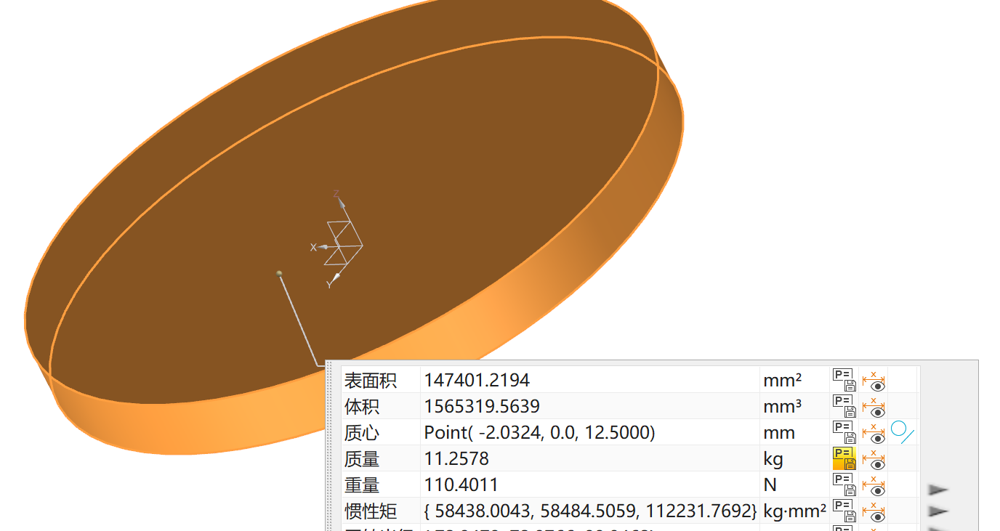 Z
X
Y
表面积 147401.2194 mm² P= x
体积 1565319.5639 mm³ P= x
质心 Point( -2.0324, 0.0, 12.5000) mm P= x
质量 11.2578 kg P= x
重量 110.4011 N P= x
惯性矩 { 58438.0043, 58484.5059, 112231.7692} kg·mm² P= x